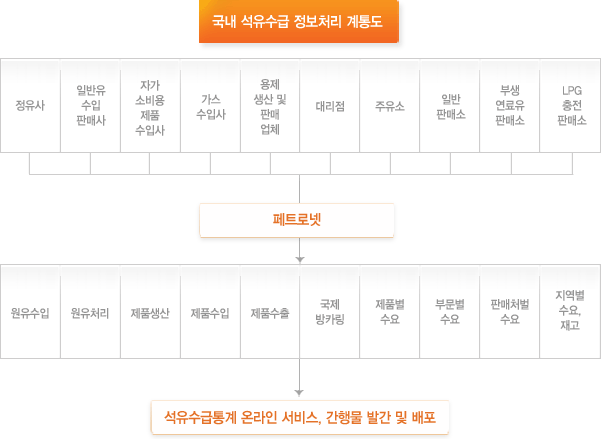 국내 석유수급 정보처리 계통도
정유사
일반유
수입
판매사
자가
소비용
제품
수입사
가스
수입사
용제
생산 및
판매
업체
대리점
주유소
일반
판매소
부생
연료유
판매소
LPG
충전
판매소
페트로넷
원유수입
원유처리
제품생산
제품수입
제품수출
국제
방카링
제품별
수요
부문별
수요
판매처벌
수요
지역별
수요,
재고
석유수급통계 온라인 서비스, 간행물 발간 및 배포